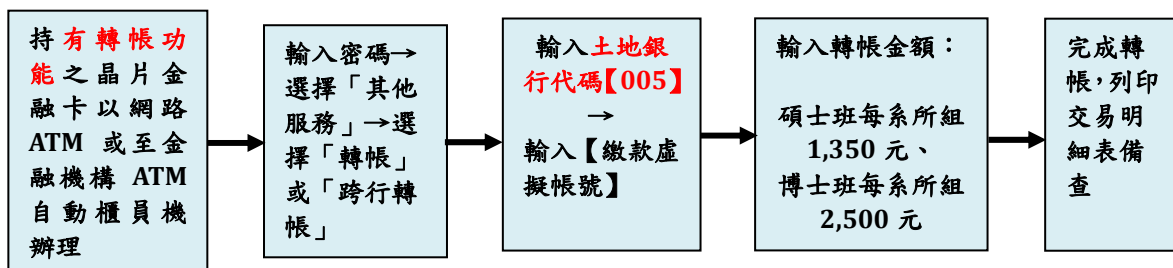 持有轉帳功
能之晶片金
融卡以網路
ATM 或至金
融機構 ATM
自動櫃員機
辦理
輸入密碼→
選擇「其他
服務」→選
擇「轉帳」
或「跨行轉
帳」
輸入土地銀
行代碼【005】
→
輸入【繳款虛
擬帳號】
輸入轉帳金額：
碩士班每系所組
1,350 元、
博士班每系所組
2,500 元
完成轉
帳，列印
交易明
細表備
查